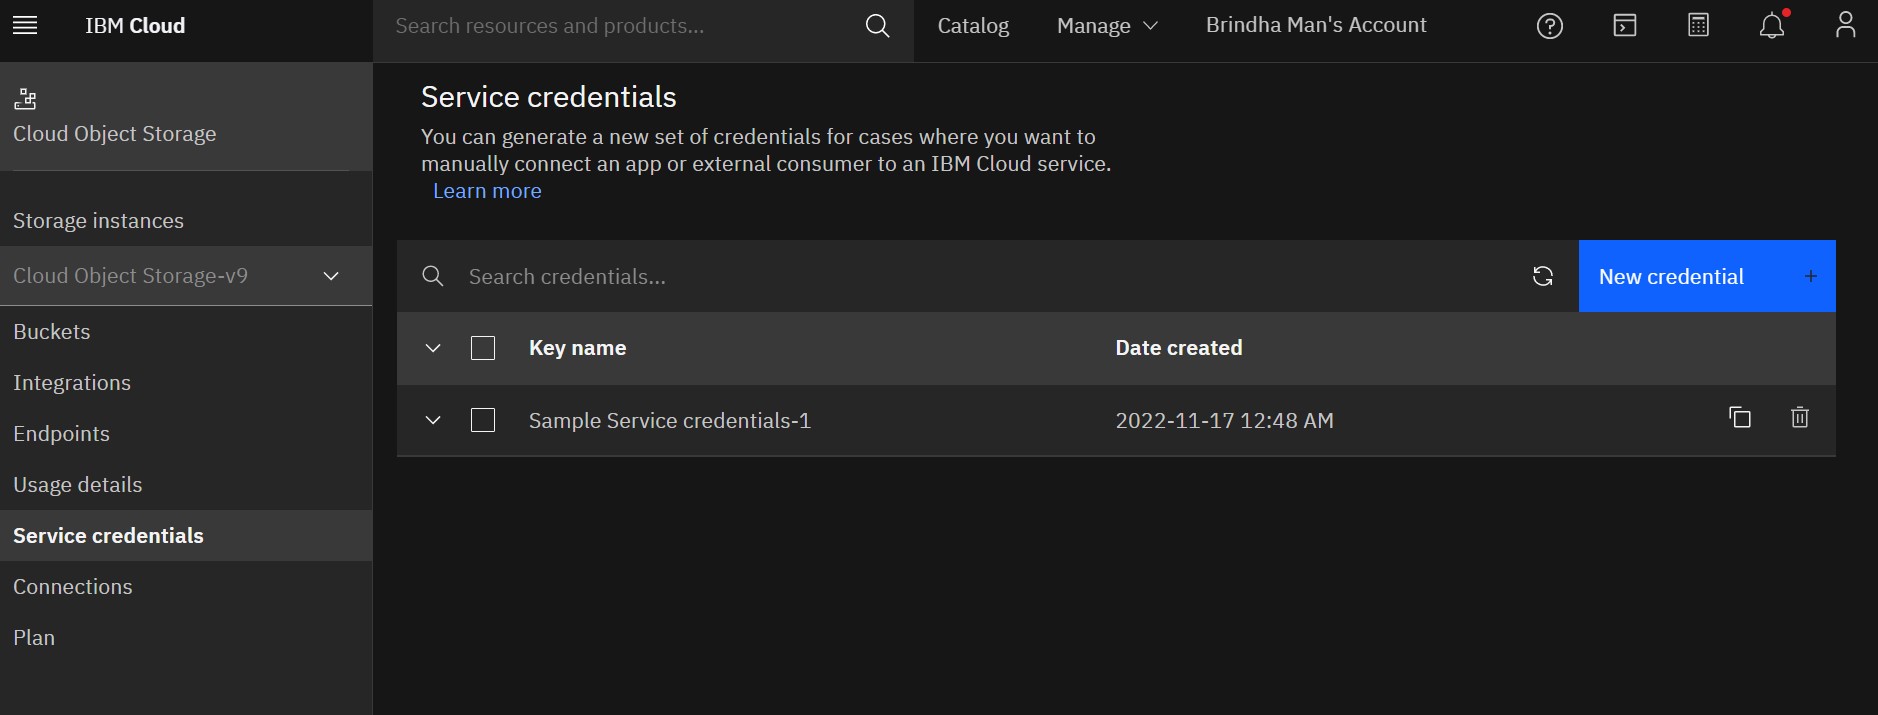 IBM Cloud
Search resources and products...
Catalog
Manage
Brindha Man's Account
Cloud Object Storage
Storage instances
Cloud Object Storage-v9
Buckets
Integrations
Endpoints
Usage details
Service credentials
Connections
Plan
Service credentials
You can generate a new set of credentials for cases where you want to
manually connect an app or external consumer to an IBM Cloud service.
Learn more
Search credentials...
New credential +
Key name
Date created
Sample Service credentials-1
2022-11-17 12:48 AM